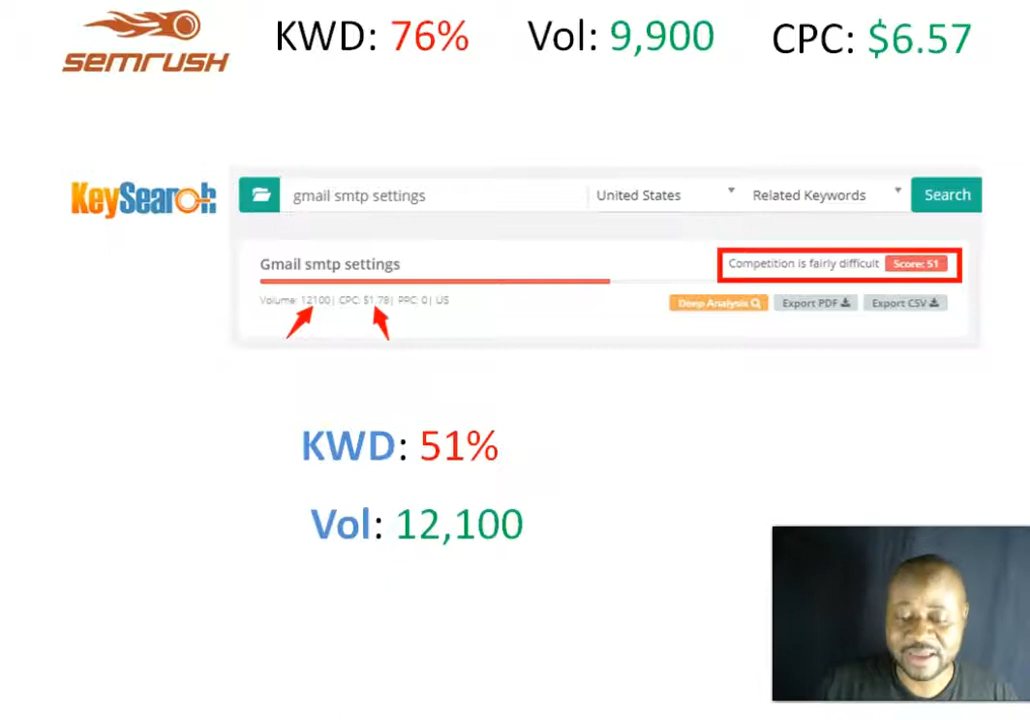 semrush
KWD: 76% Vol: 9,900 CPC: $6.57
KeySearch
gmail smtp settings United States Related Keywords Search
Gmail smtp settings Competition is fairly difficult Score: 51
Volume: 12100| CPC: $1.78| PPC: 0| US Deep Analysis Export PDF Export CSV
KWD: 51%
Vol: 12,100